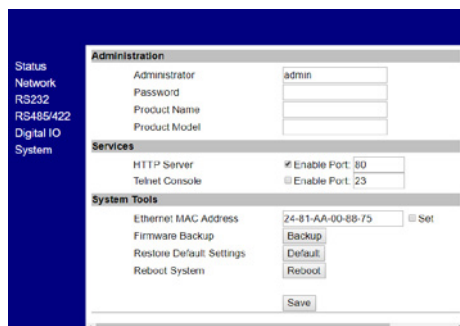 Status
Network
RS232
RS485/422
Digital IO
System
Administration
Administrator admin
Password
Product Name
Product Model
Services
HTTP Server Enable Port: 80
Telnet Console Enable Port: 23
System Tools
Ethernet MAC Address 24-81-AA-00-88-75 Set
Firmware Backup Backup
Restore Default Settings Default
Reboot System Reboot
Save